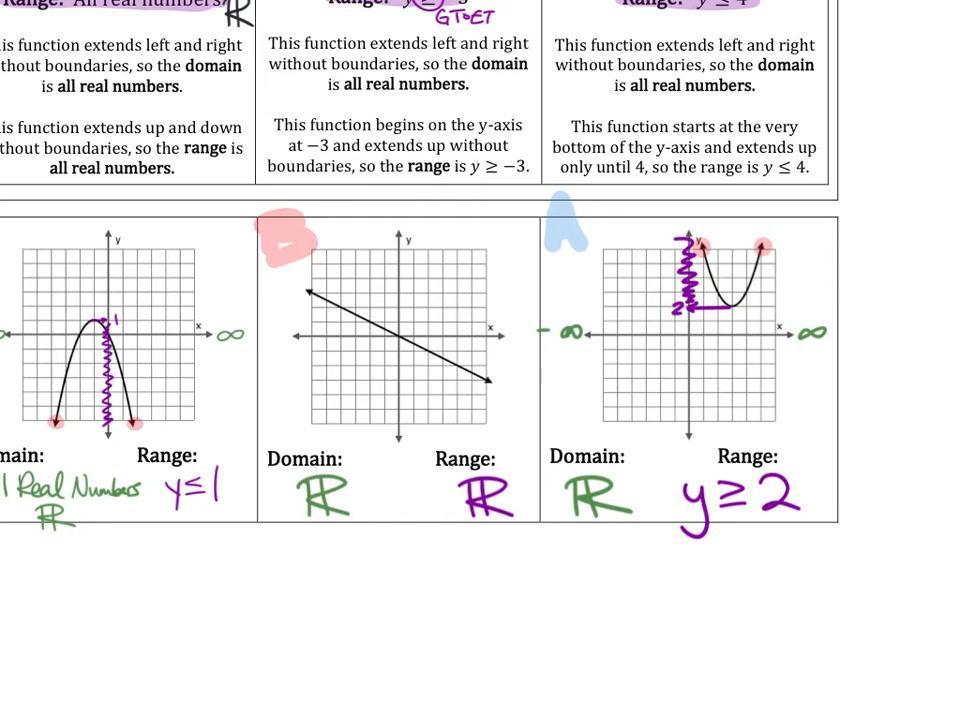 Range: All real numbers
ℝ
Range: y ≥ -3
GToET
Range: y ≤ 4
is function extends left and right
thout boundaries, so the domain
is all real numbers.
is function extends up and down
thout boundaries, so the range is
all real numbers.
This function extends left and right
without boundaries, so the domain
is all real numbers.
This function begins on the y-axis
at −3 and extends up without
boundaries, so the range is y ≥ −3.
This function extends left and right
without boundaries, so the domain
is all real numbers.
This function starts at the very
bottom of the y-axis and extends up
only until 4, so the range is y ≤ 4.
y
1
x
∞
main:
Range:
l Real Numbers
y≤1
ℝ
B
y
x
Domain:
Range:
ℝ
ℝ
A
y
2
x
-∞
∞
Domain:
Range:
ℝ
y≥2